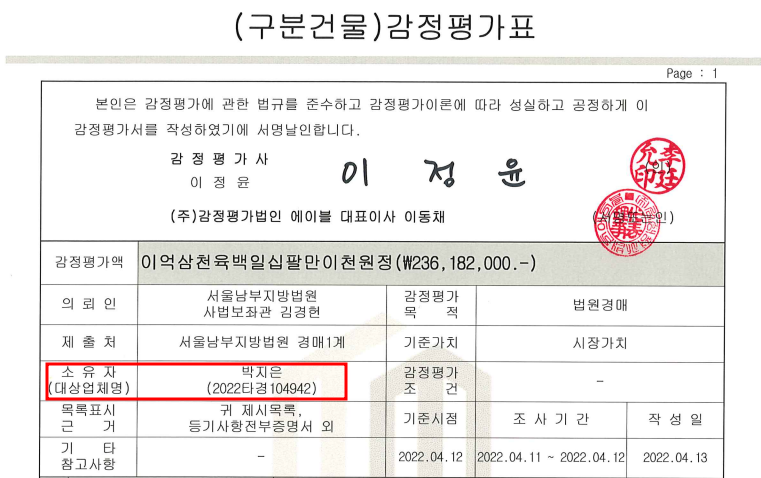 (구분건물)감정평가표
Page : 1
본인은 감정평가에 관한 법규를 준수하고 감정평가이론에 따라 성실하고 공정하게 이
감정평가서를 작성하였기에 서명날인합니다.
감 정 평 가 사
이 정 윤
이 정 윤
(인)
李廷允印
(주)감정평가법인 에이블 대표이사 이동채
감정평가액 이억삼천육백일십팔만이천원정(₩236,182,000.-)
의 뢰 인
서울남부지방법원
사법보좌관 김경현
감정평가
목 적
법원경매
제 출 처 서울남부지방법원 경매1계 기준가치 시장가치
소 유 자
(대상업체명)
박지은
(2022타경104942)
감정평가
조 건
-
목록표시
근 거
귀 제시목록,
등기사항전부증명서 외
기준시점 조 사 기 간 작 성 일
기 타
참고사항
-
2022.04.12 2022.04.11 ~ 2022.04.12 2022.04.13